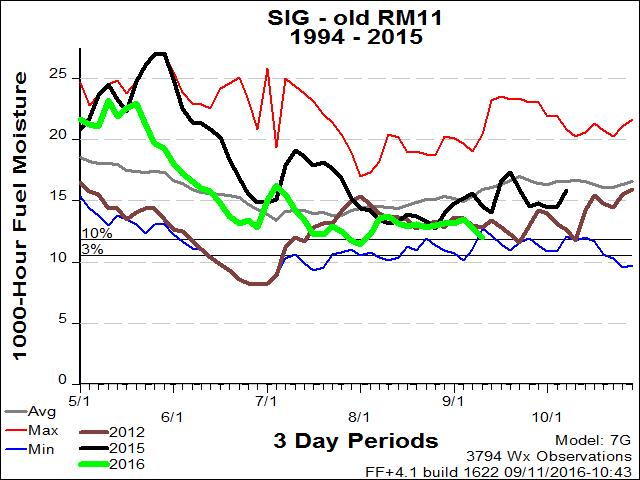 SIG - old RM11
1994 - 2015
1000-Hour Fuel Moisture
25
20
15
10
5
0
10%
3%
5/1
6/1
7/1
8/1
9/1
10/1
3 Day Periods
Avg
Max
Min
2012
2015
2016
Model: 7G
3794 Wx Observations
FF+4.1 build 1622 09/11/2016-10:43